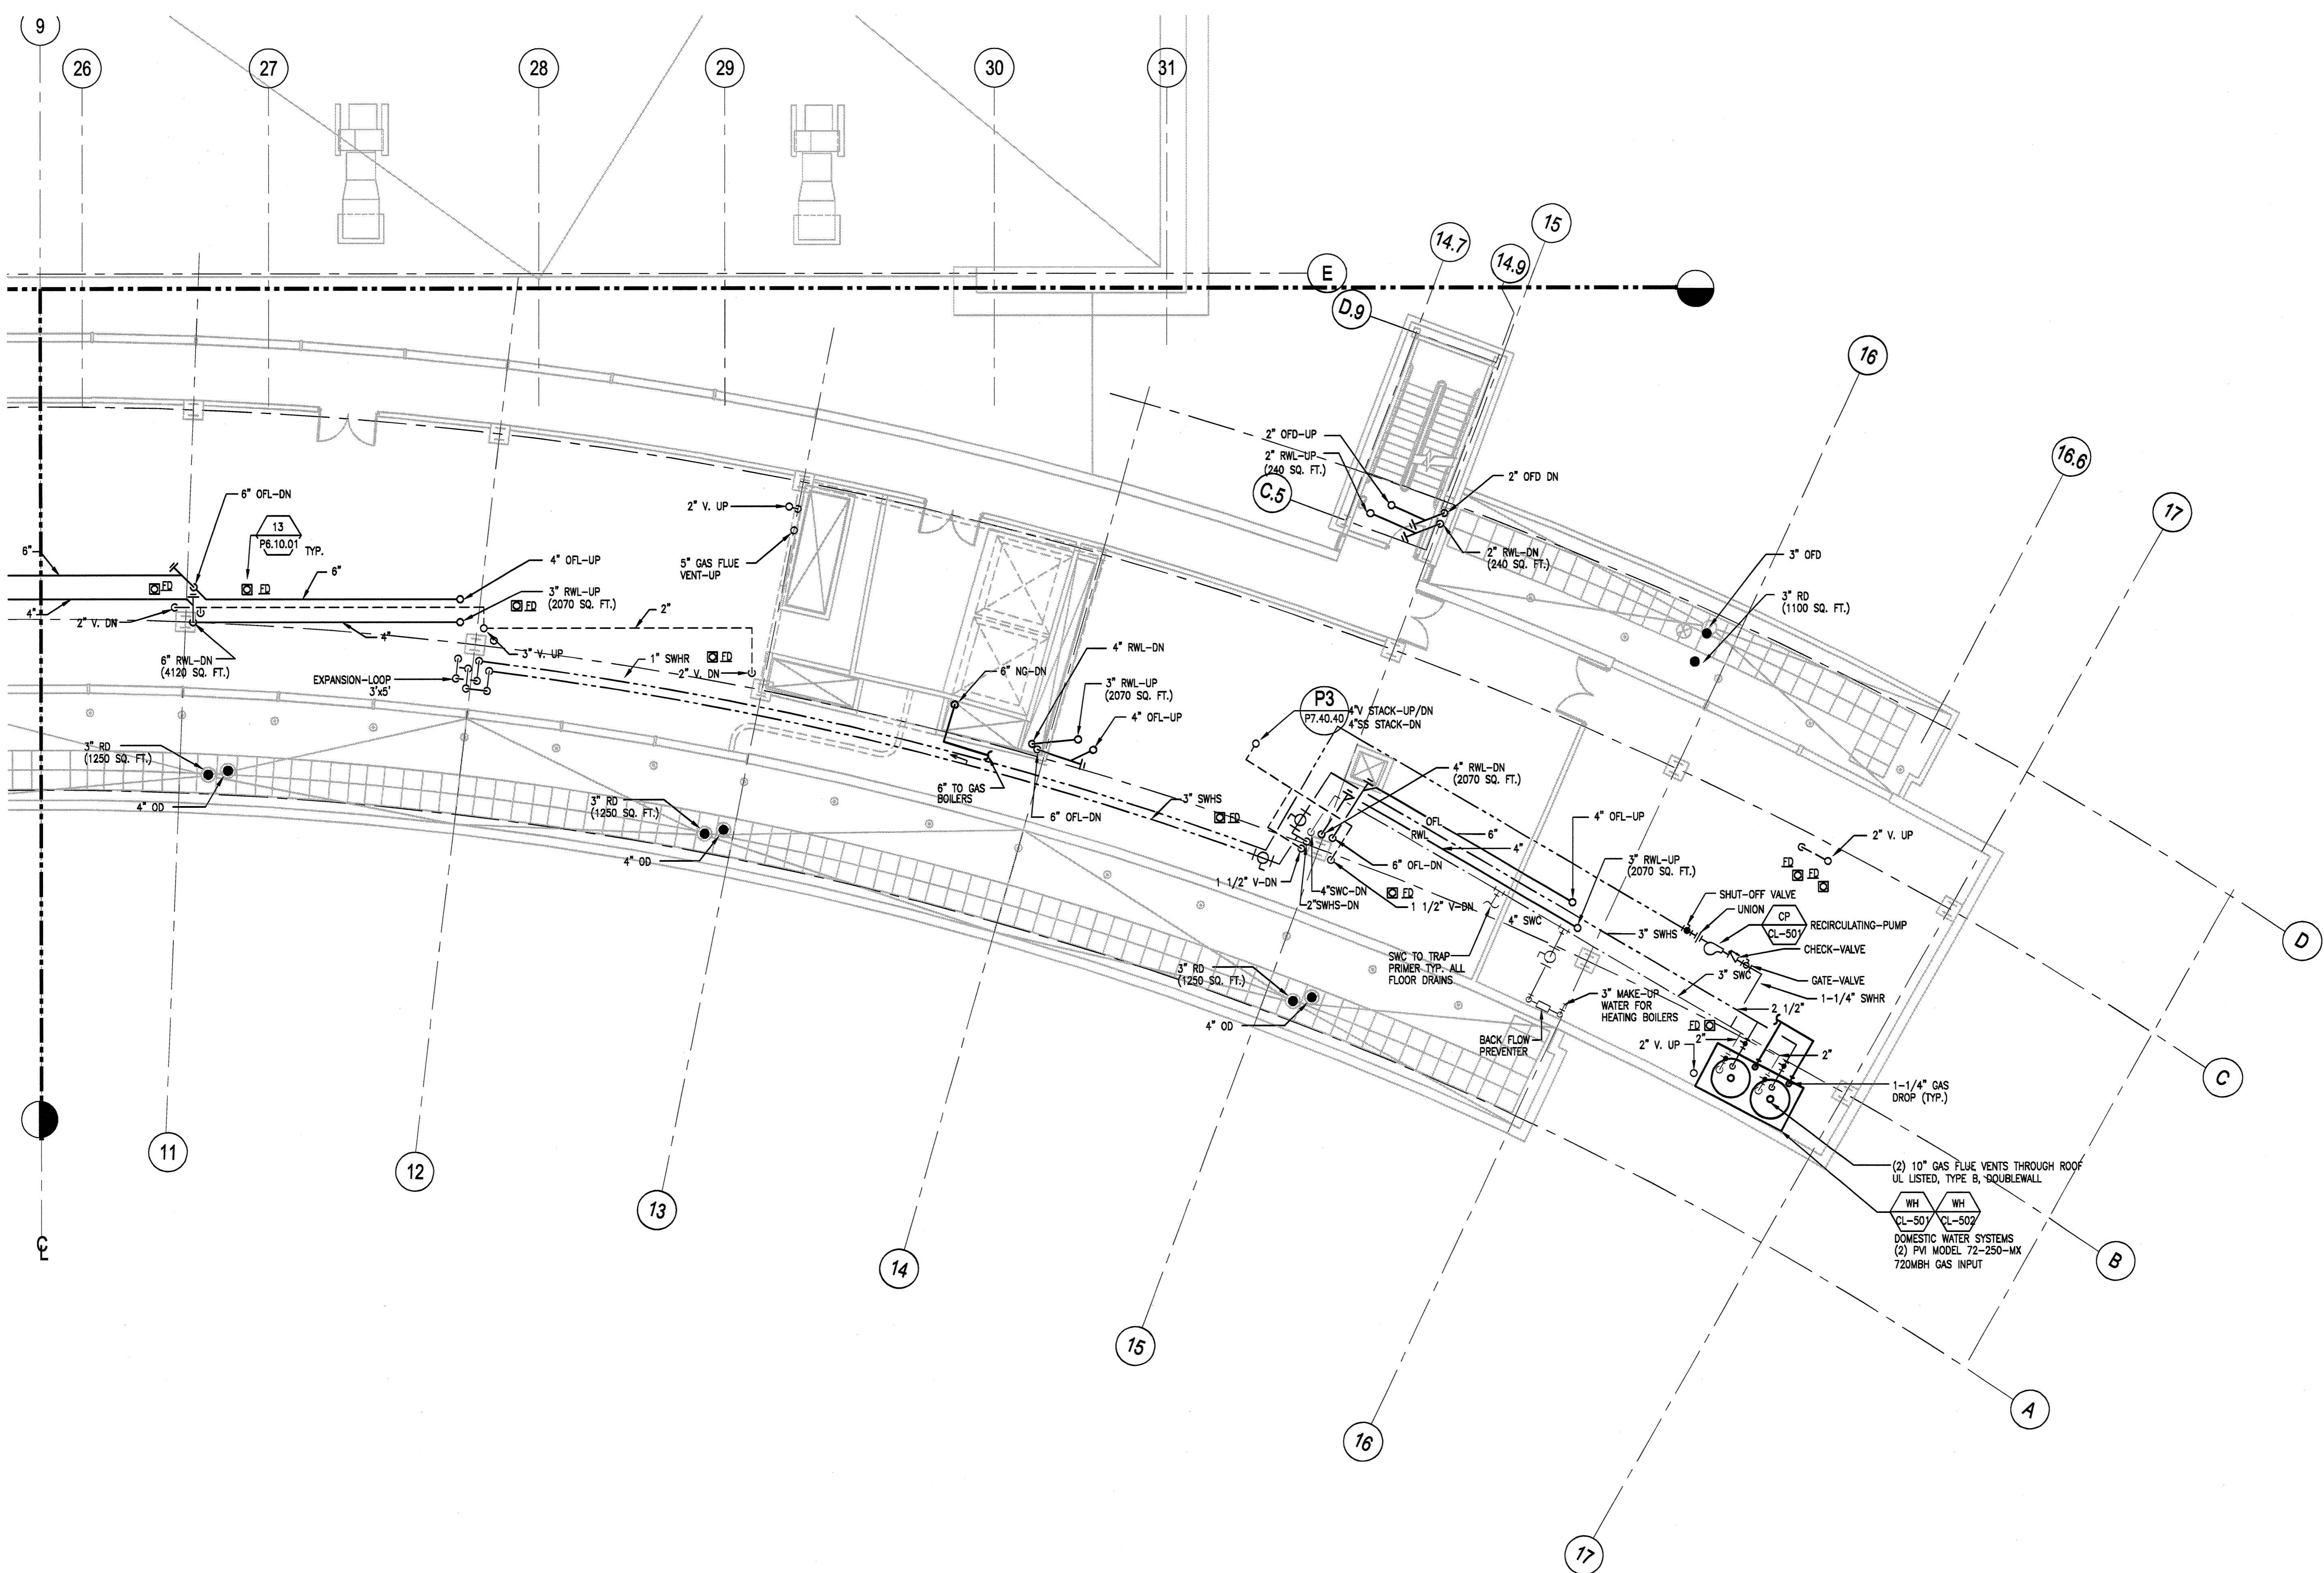 9
26
27
28
29
30
31
E
D.9
C.5
14.7
14.9
15
16
16.6
17
6" OFL-DN
13
P6.10.01
TYP.
6"
FD
FD
6"
4" OFL-UP
3" RWL-UP
(2070 SQ. FT.)
FD
4"
2" V. DN
4"
6" RWL-DN
(4120 SQ. FT.)
3" V. UP
2"
1" SWHR
FD
2" V. DN
EXPANSION-LOOP
3'x5'
2" V. UP
5" GAS FLUE
VENT-UP
2" OFD-UP
2" RWL-UP
(240 SQ. FT.)
2" OFD DN
2" RWL-DN
(240 SQ. FT.)
3" OFD
3" RD
(1100 SQ. FT.)
4" RWL-DN
6" NG-DN
3" RWL-UP
(2070 SQ. FT.)
4" OFL-UP
6" TO GAS
BOILERS
6" OFL-DN
3" SWHS
FD
P3
P7.40.40
4"V STACK-UP/DN
4"SS STACK-DN
4" RWL-DN
(2070 SQ. FT.)
OFL
RWL
6"
4"
6" OFL-DN
4" OFL-UP
3" RWL-UP
(2070 SQ. FT.)
1 1/2" V-DN
4"SWC-DN
2"SWHS-DN
FD
1 1/2" V-DN
4" SWC
3" SWHS
SWC TO TRAP
PRIMER TYP. ALL
FLOOR DRAINS
3" MAKE-UP
WATER FOR
HEATING BOILERS
BACK FLOW
PREVENTER
2" V. UP
FD
FD
SHUT-OFF VALVE
UNION
CP
CL-501
RECIRCULATING-PUMP
CHECK-VALVE
GATE-VALVE
3" SWC
1-1/4" SWHR
2 1/2"
FD
2"
2" V. UP
2"
1-1/4" GAS
DROP (TYP.)
(2) 10" GAS FLUE VENTS THROUGH ROOF
UL LISTED, TYPE B, DOUBLEWALL
WH
CL-501
WH
CL-502
DOMESTIC WATER SYSTEMS
(2) PVI MODEL 72-250-MX
720MBH GAS INPUT
3" RD
(1250 SQ. FT.)
4" OD
3" RD
(1250 SQ. FT.)
4" OD
3" RD
(1250 SQ. FT.)
4" OD
11
12
13
14
15
16
17
A
B
C
D
CL